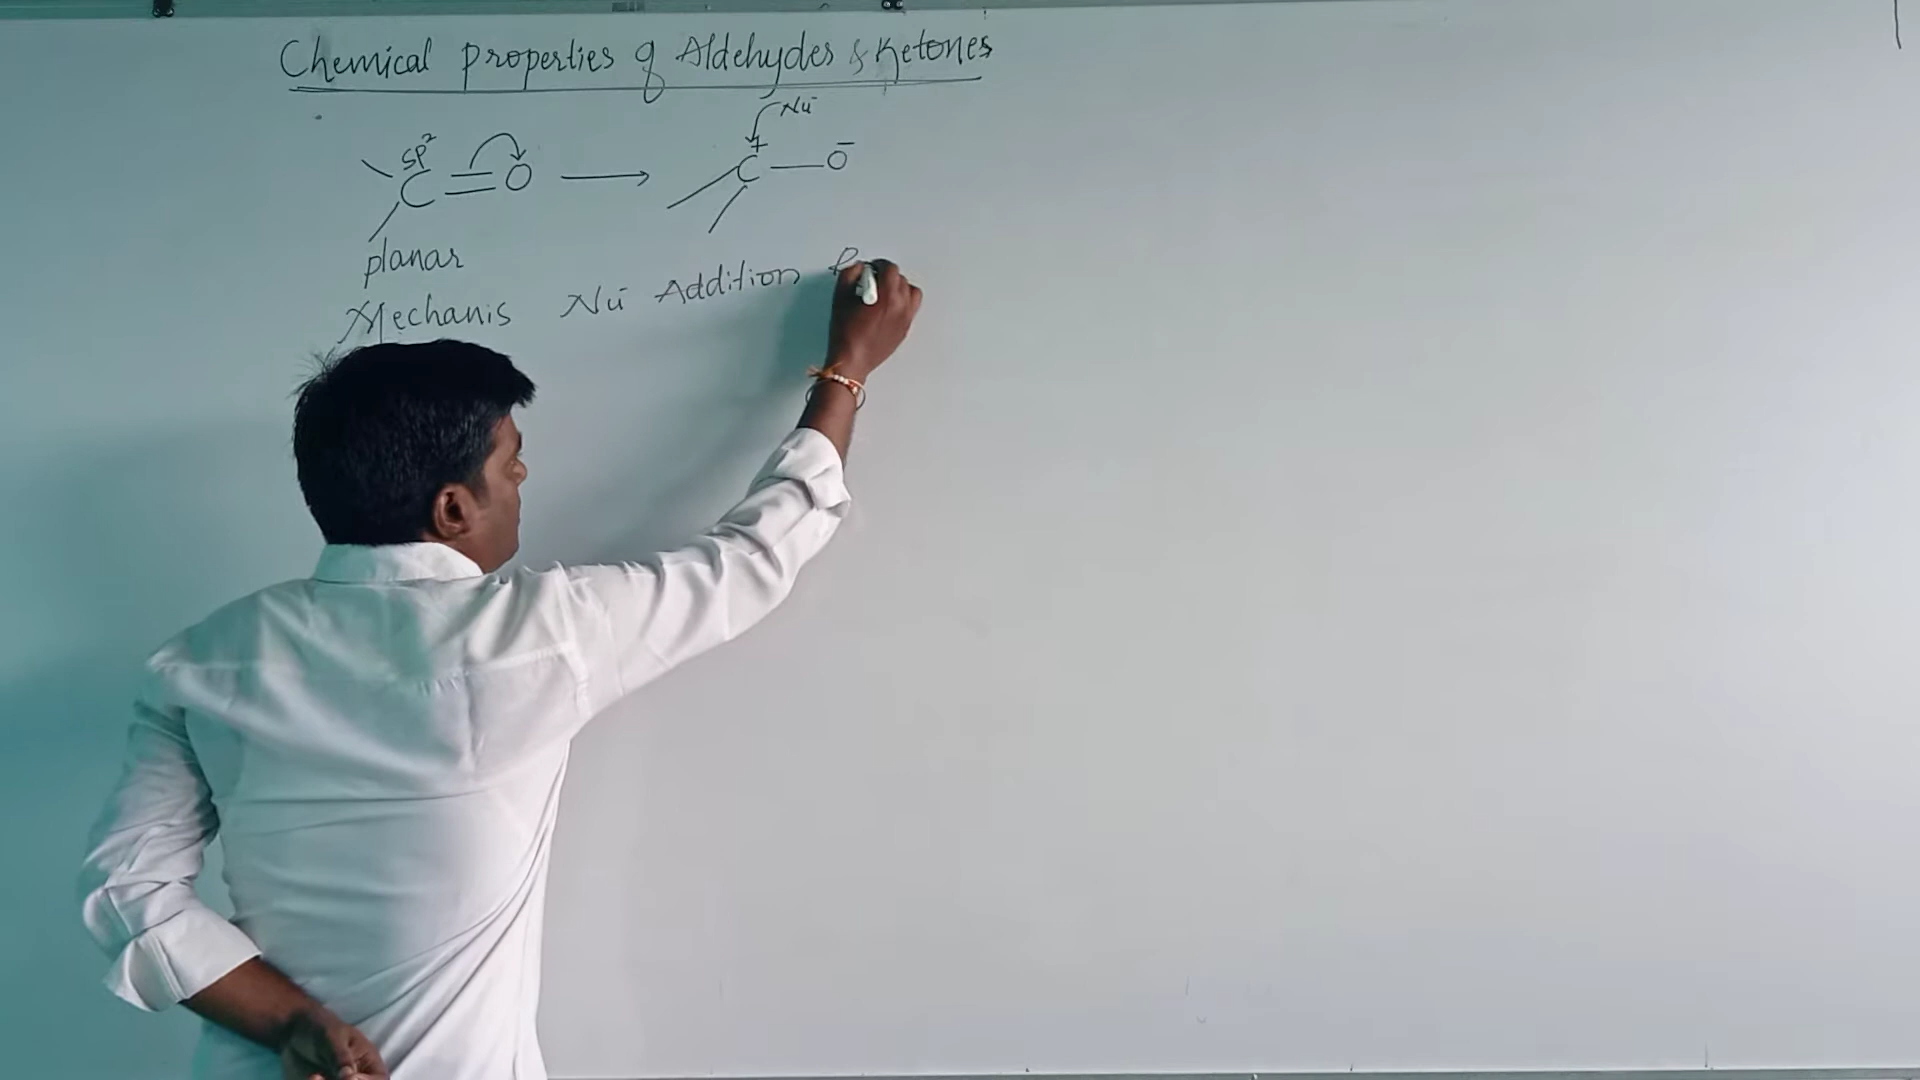 Chemical properties of Aldehydes & Ketones
Nu⁻
sp² +
C = O ⟶ C — O⁻
planar
Mechanis Nu⁻ Addition